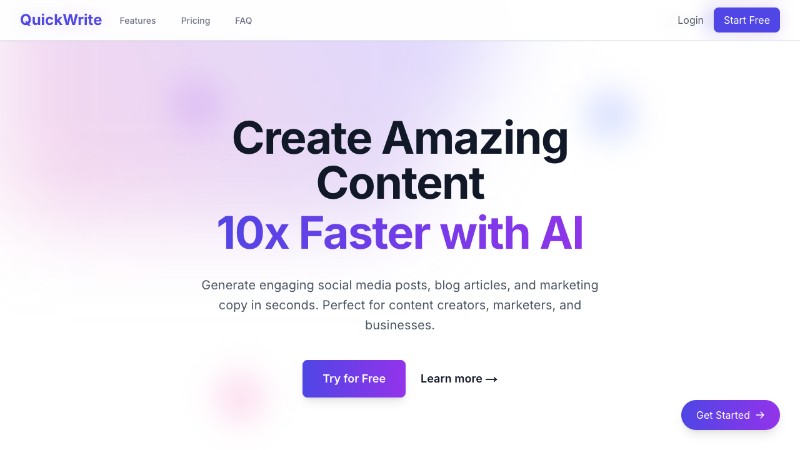 QuickWrite Features Pricing FAQ Login Start Free
Create Amazing
Content
10x Faster with AI
Generate engaging social media posts, blog articles, and marketing
copy in seconds. Perfect for content creators, marketers, and
businesses.
Try for Free Learn more →
Get Started →